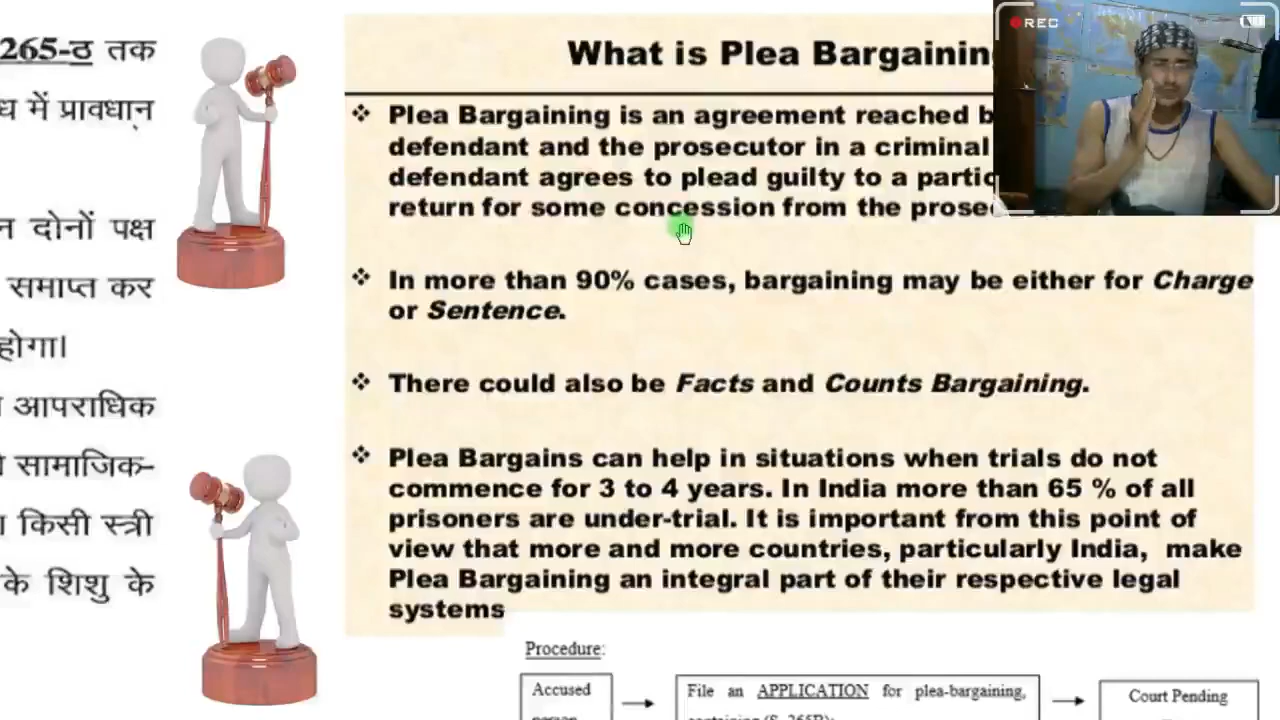 265-ठ तक
में प्रावधान
दोनों पक्ष
समाप्त कर
होगा।
आपराधिक
सामाजिक-
किसी स्त्री
के शिशु के
What is Plea Bargaining
❖ Plea Bargaining is an agreement reached
defendant and the prosecutor in a criminal
defendant agrees to plead guilty to a
return for some concession from the
❖ In more than 90% cases, bargaining may be either for Charge
or Sentence.
❖ There could also be Facts and Counts Bargaining.
❖ Plea Bargains can help in situations when trials do not
commence for 3 to 4 years. In India more than 65 % of all
prisoners are under-trial. It is important from this point of
view that more and more countries, particularly India, make
Plea Bargaining an integral part of their respective legal
systems
REC
Procedure:
Accused
File an APPLICATION for plea-bargaining,
Court Pending